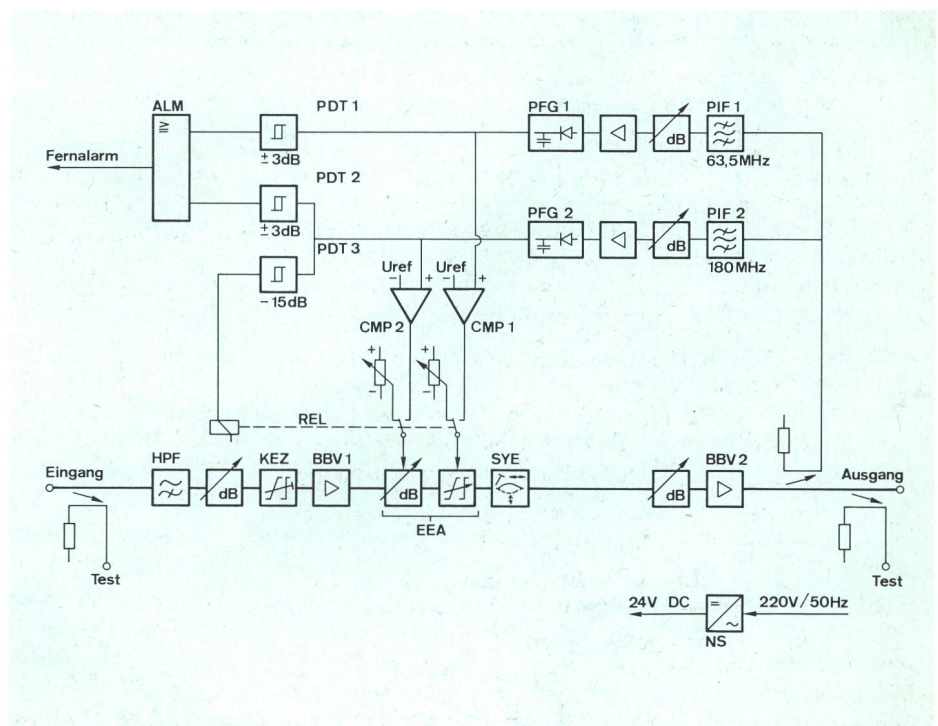 ALM
PDT 1
PFG 1
PIF 1
dB
± 3dB
63,5MHz
Fernalarm
PDT 2
PFG 2
PIF 2
dB
± 3dB
180MHz
PDT 3
- 15dB
Uref
Uref
- + - +
CMP 2
CMP 1
+ +
- -
REL
Eingang
HPF
KEZ
BBV 1
SYE
BBV 2
Ausgang
dB
dB
dB
EEA
Test
Test
24V DC
220V/50Hz
NS